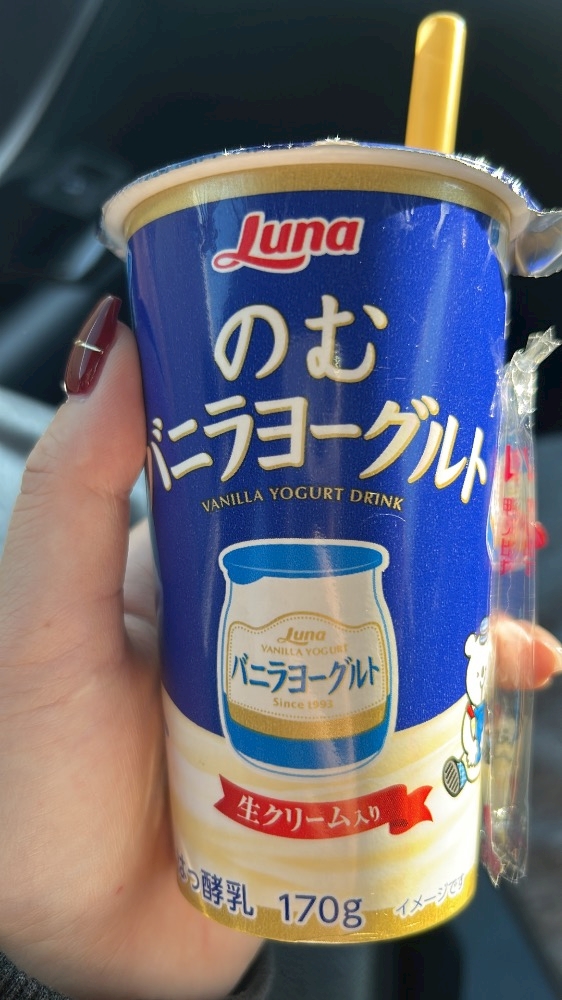 Luna
のむ
バニラヨーグルト
VANILLA YOGURT DRINK
Luna
VANILLA YOGURT
バニラヨーグルト
Since 1993
生クリーム入り
はっ酵乳 170g
イメージです